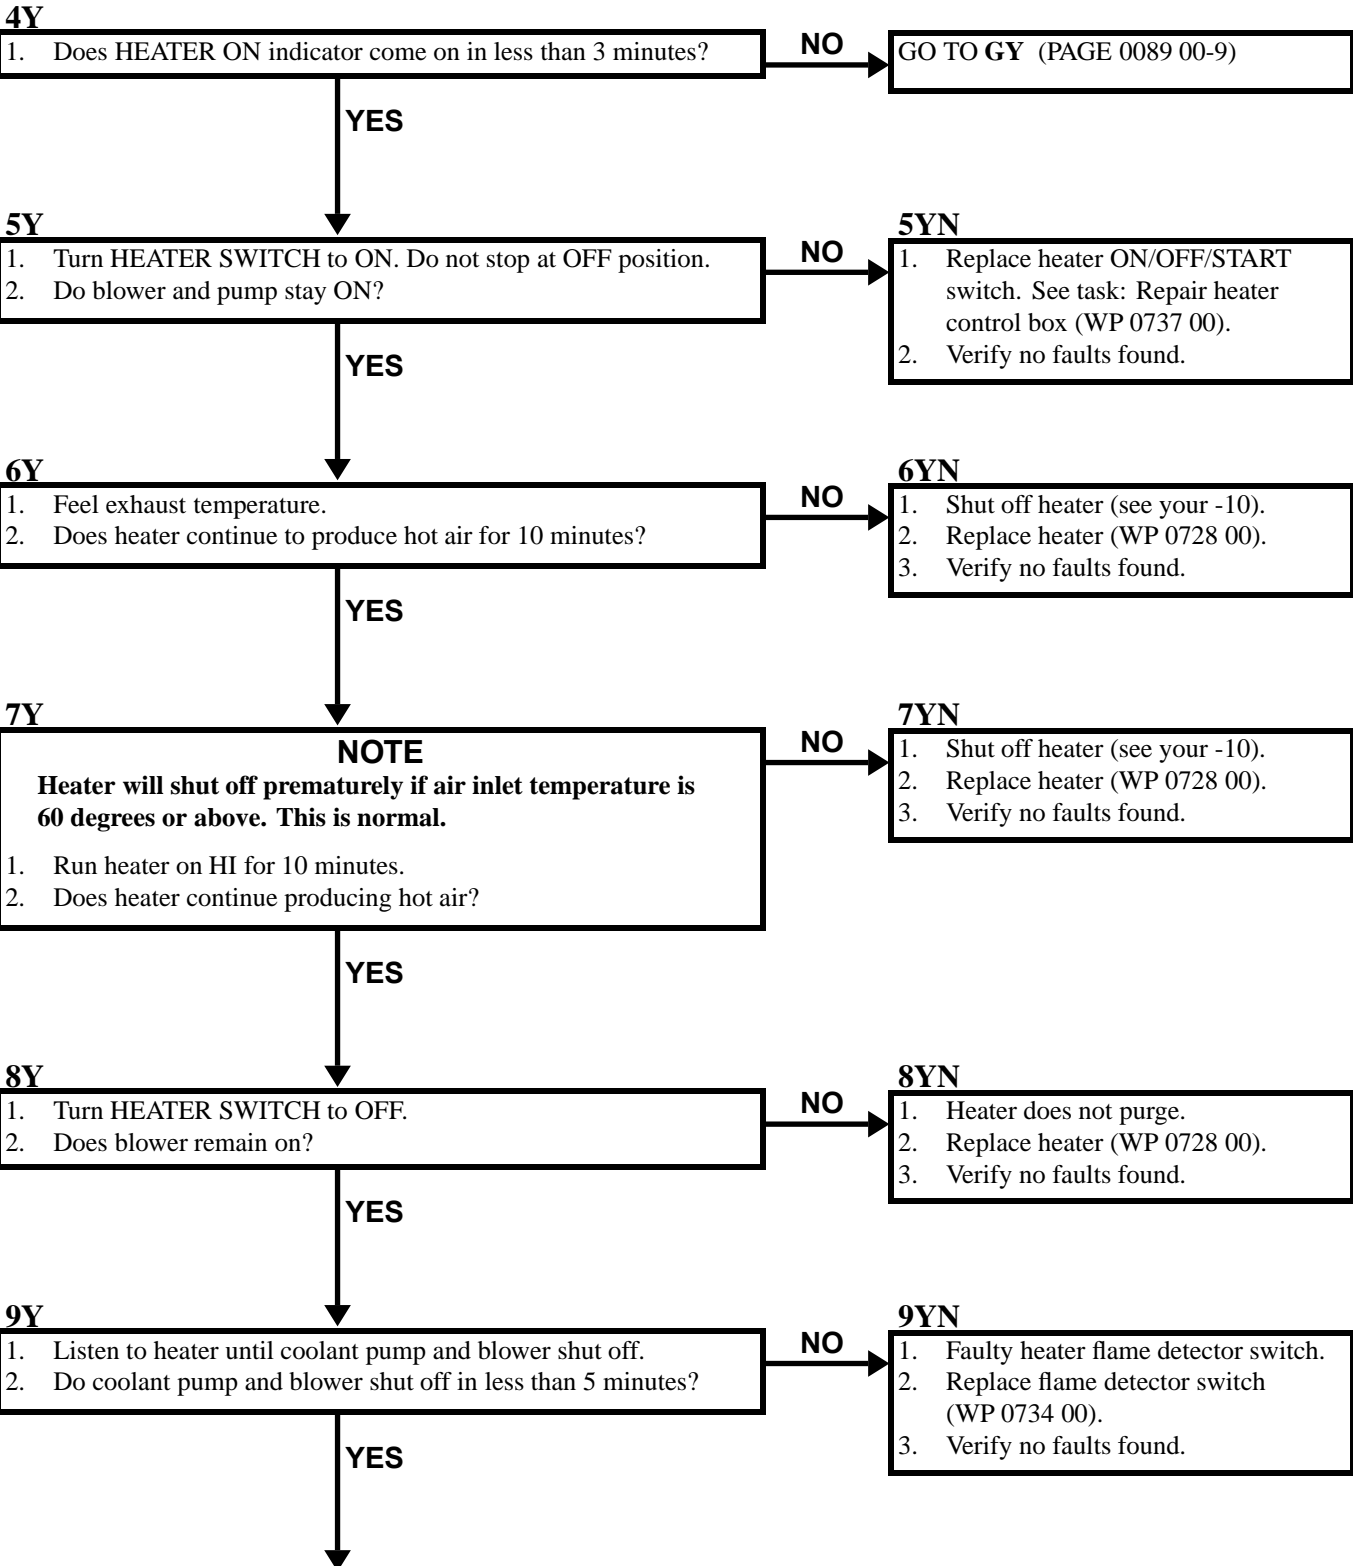 4Y
1. Does HEATER ON indicator come on in less than 3 minutes?
NO
GO TO GY (PAGE 0089 00-9)
YES
5Y
1. Turn HEATER SWITCH to ON. Do not stop at OFF position.
2. Do blower and pump stay ON?
NO
5YN
1. Replace heater ON/OFF/START
switch. See task: Repair heater
control box (WP 0737 00).
2. Verify no faults found.
YES
6Y
1. Feel exhaust temperature.
2. Does heater continue to produce hot air for 10 minutes?
NO
6YN
1. Shut off heater (see your -10).
2. Replace heater (WP 0728 00).
3. Verify no faults found.
YES
7Y
NOTE
Heater will shut off prematurely if air inlet temperature is
60 degrees or above. This is normal.
1. Run heater on HI for 10 minutes.
2. Does heater continue producing hot air?
NO
7YN
1. Shut off heater (see your -10).
2. Replace heater (WP 0728 00).
3. Verify no faults found.
YES
8Y
1. Turn HEATER SWITCH to OFF.
2. Does blower remain on?
NO
8YN
1. Heater does not purge.
2. Replace heater (WP 0728 00).
3. Verify no faults found.
YES
9Y
1. Listen to heater until coolant pump and blower shut off.
2. Do coolant pump and blower shut off in less than 5 minutes?
NO
9YN
1. Faulty heater flame detector switch.
2. Replace flame detector switch
(WP 0734 00).
3. Verify no faults found.
YES